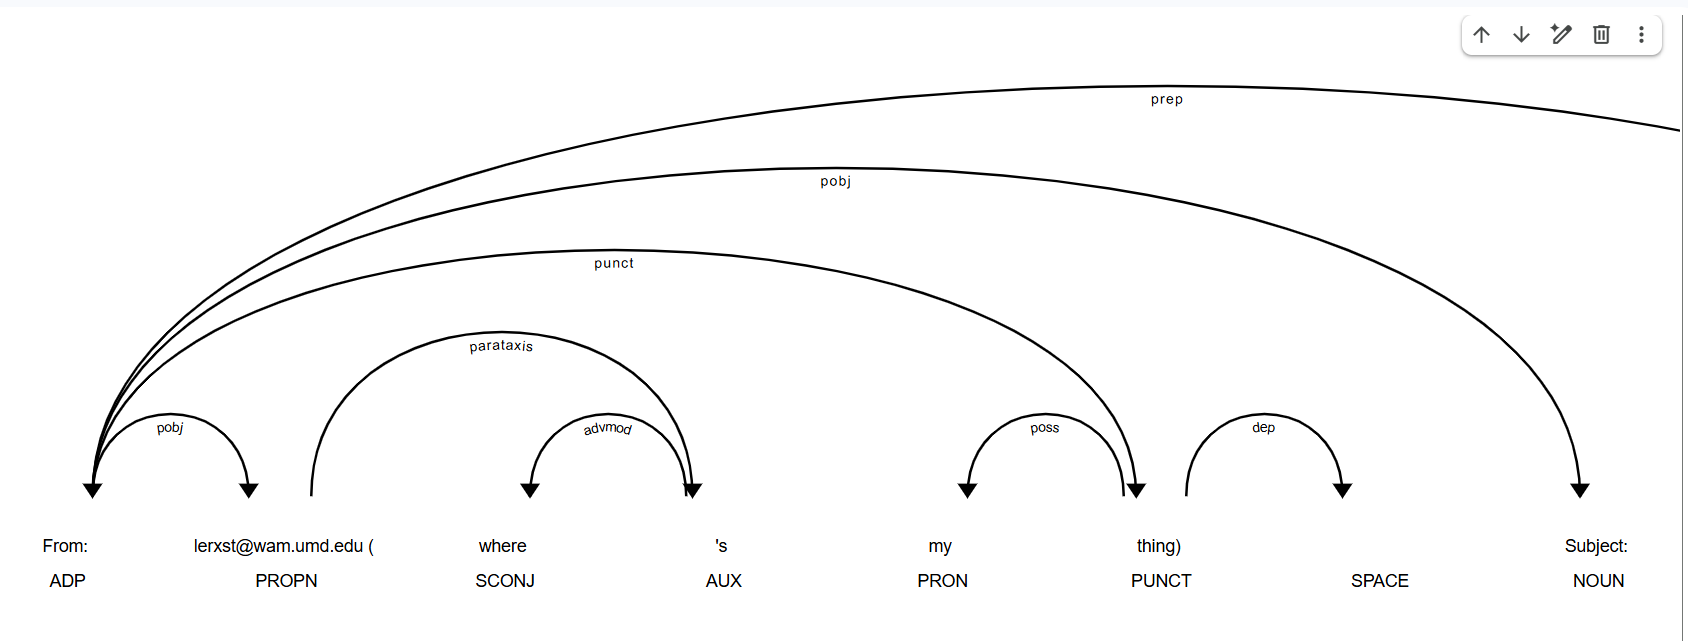 prep
pobj
punct
parataxis
pobj advmod poss dep
From: lerxst@wam.umd.edu ( where 's my thing) Subject:
ADP PROPN SCONJ AUX PRON PUNCT SPACE NOUN